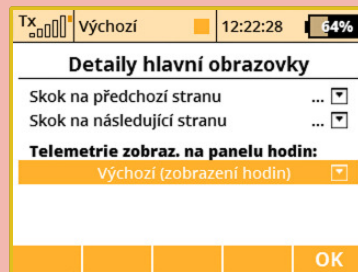 Tx Výchozí 12:22:28 64%
Detaily hlavní obrazovky
Skok na předchozí stranu ...
Skok na následující stranu ...
Telemetrie zobraz. na panelu hodin:
Výchozí (zobrazení hodin)
OK